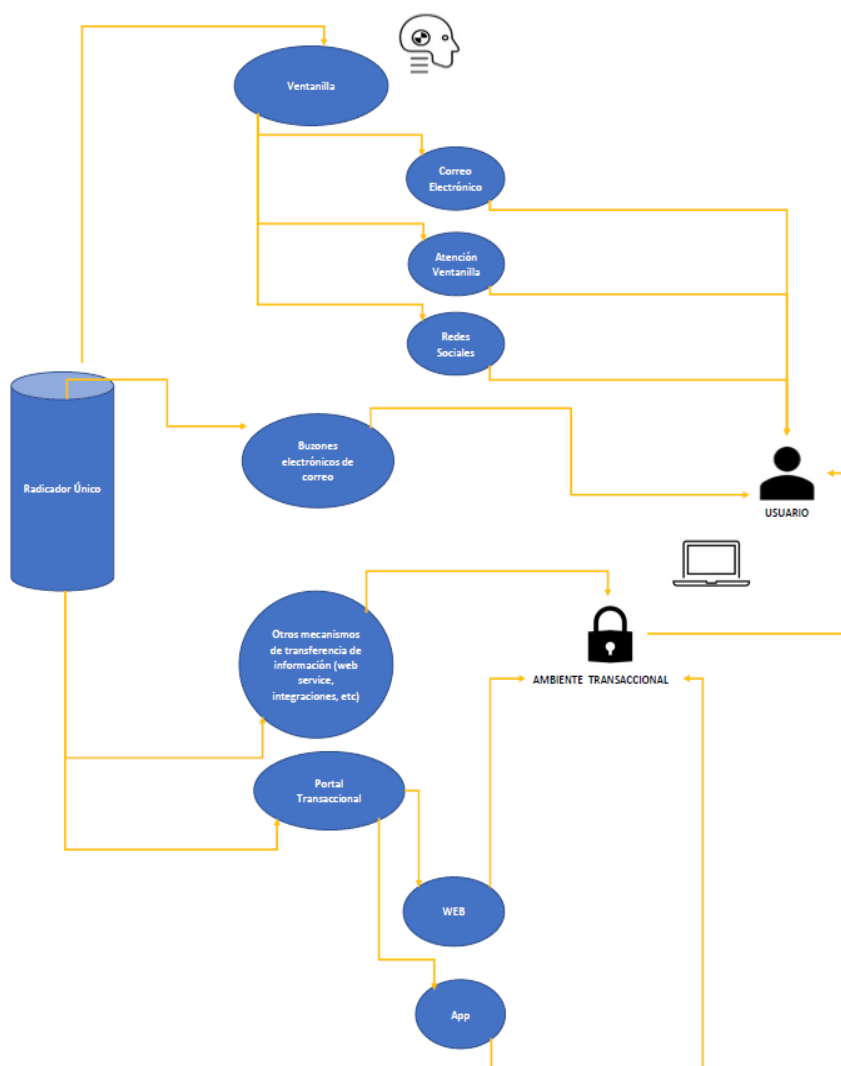 Ventanilla
Correo
Electrónico
Atención
Ventanilla
Redes
Sociales
Radicador Único
Buzones
electrónicos de
correo
USUARIO
Otros mecanismos
de transferencia de
información (web
service,
integraciones, etc)
AMBIENTE TRANSACCIONAL
Portal
Transaccional
WEB
App